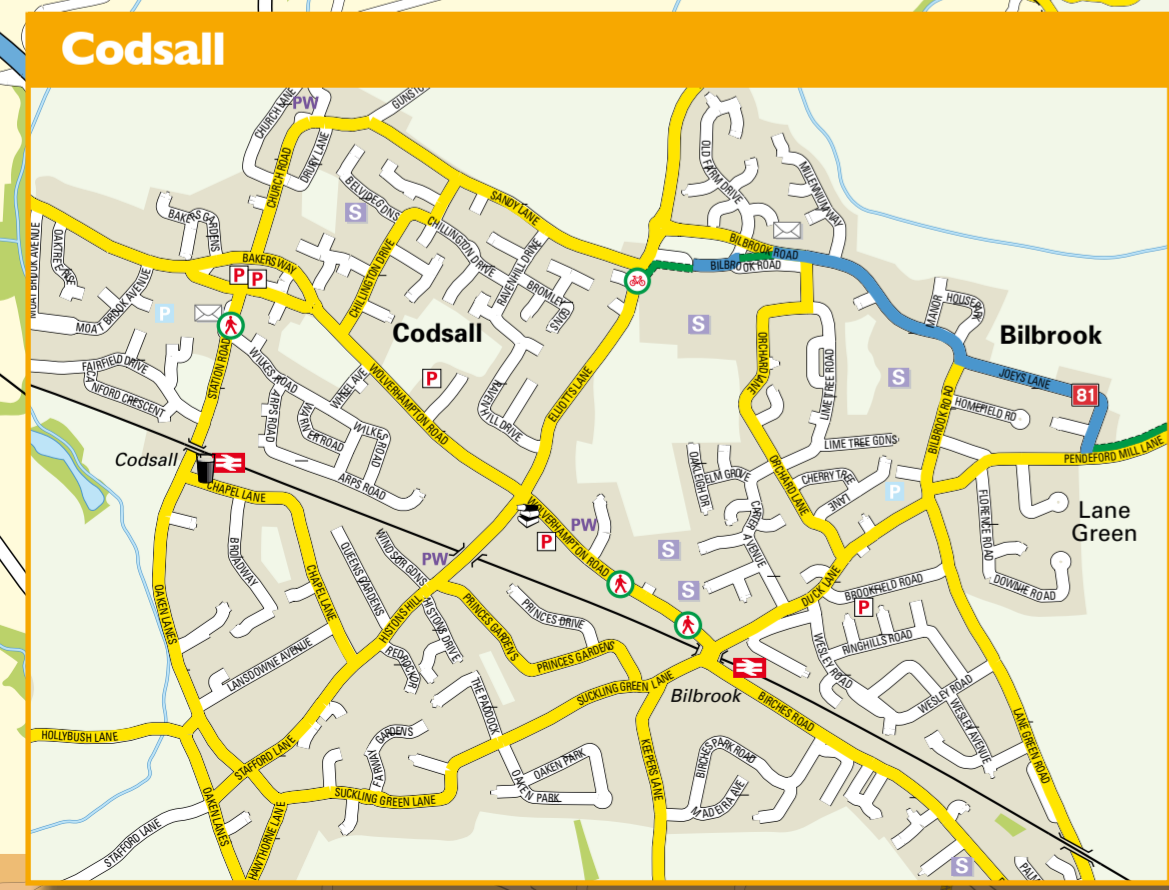 Codsall
PW
CHURCH LANE
DRURY LANE
CHURCH ROAD
BELVIDE GDNS
S
SANDY LANE
OLD FARM DRIVE
MILLENNIUM WAY
BAKERS GARDENS
CHILLINGTON DRIVE
CHILLINGTON DRIVE
RAVENHILL DRIVE
BROMLEY
GDNS
BILBROOK ROAD
BILBROOK ROAD
MOAT BROOK AVENUE
OAKTREE RISE
MOAT BROOK AVENUE
BAKERS WAY
P
P
P
MANOR
HOUSE
Bilbrook
Codsall
S
S
P
FAIRFIELD DRIVE
STATION ROAD
WILKES ROAD
WOLVERHAMPTON ROAD
RAVENHILL DRIVE
ELLIOTTS LANE
ORCHARD LANE
LIME TREE ROAD
JOEYS LANE
81
HOMEFIELD RD
BILBROOK ROAD
ARPS ROAD
WARNER ROAD
WILKES ROAD
ARPS ROAD
LIME TREE GDNS
PENDEFORD MILL LANE
Codsall
CHAPEL LANE
OAKLEIGH DR
ELM GROVE
CHERRY TREE
LANE
P
ORCHARD LANE
CARTER AVENUE
FLORENCE ROAD
Lane
Green
WOLVERHAMPTON ROAD
PW
P
S
PW
BROADWAY
QUEENS GARDENS
WINDSOR GDNS
CHAPEL LANE
HISTONS HILL
HISTONS DRIVE
PRINCES GARDENS
PRINCES DRIVE
S
DUCK LANE
BROOKFIELD ROAD
P
DOWNIE ROAD
OAKEN LANES
LANSDOWNE AVENUE
PRINCES GARDENS
RINGHILLS ROAD
WESLEY ROAD
WESLEY ROAD
WESLEY AVENUE
SUCKLING GREEN LANE
Bilbrook
BIRCHES ROAD
LANE GREEN ROAD
THE PADDOCK
HOLLYBUSH LANE
STAFFORD LANE
FAIRWAY
GARDENS
OAKEN PARK
OAKEN PARK
KEEPERS LANE
BIRCHES PARK ROAD
MADEIRA AVE
SUCKLING GREEN LANE
OAKEN LANES
HAWTHORNE LANE
STAFFORD LANE
S